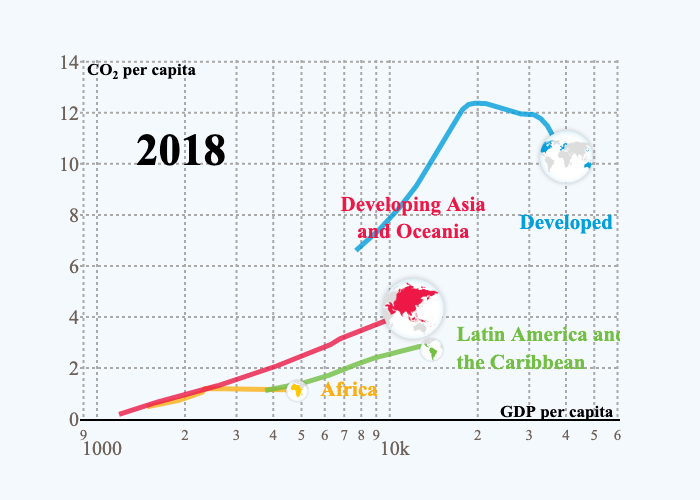 14
CO₂ per capita
12
2018
10
Developing Asia
and Oceania
8
Developed
6
4
Latin America and
the Caribbean
2
Africa
0
GDP per capita
9 2 3 4 5 6 7 8 9 2 3 4 5 6
1000 10k